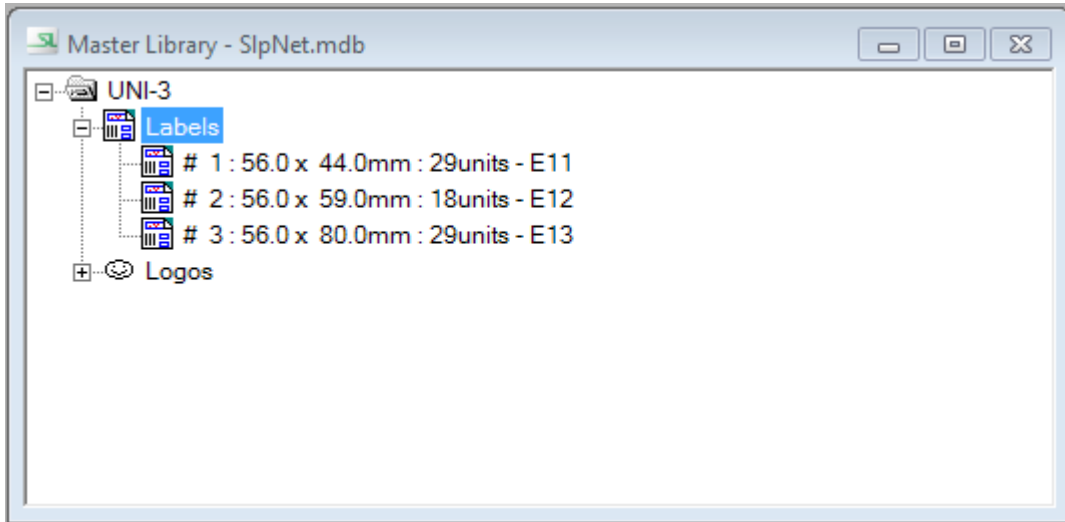 Master Library - SlpNet.mdb
UNI-3
Labels
# 1 : 56.0 x 44.0mm : 29units - E11
# 2 : 56.0 x 59.0mm : 18units - E12
# 3 : 56.0 x 80.0mm : 29units - E13
Logos